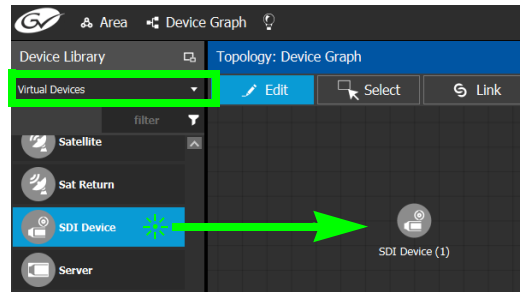 GV Area Device Graph
Device Library
Topology: Device Graph
Virtual Devices
Edit Select Link
filter
Satellite
Sat Return
SDI Device
SDI Device (1)
Server